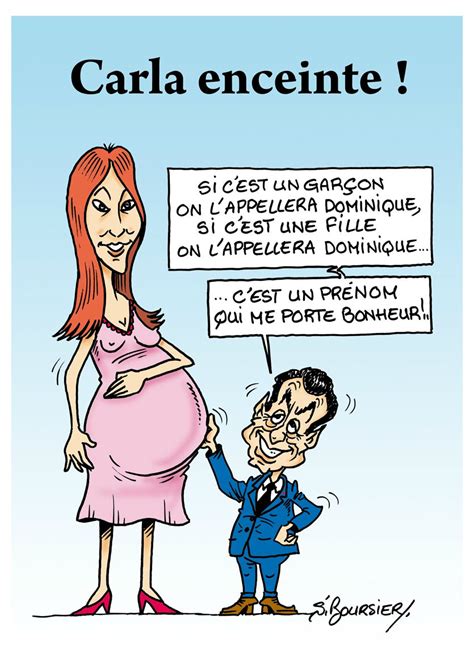 Carla enceinte !
SI C'EST UN GARÇON
ON L'APPELLERA DOMINIQUE,
SI C'EST UNE FILLE
ON L'APPELLERA DOMINIQUE...
... C'EST UN PRÉNOM
QUI ME PORTE BONHEUR!..
S.BOURSIER